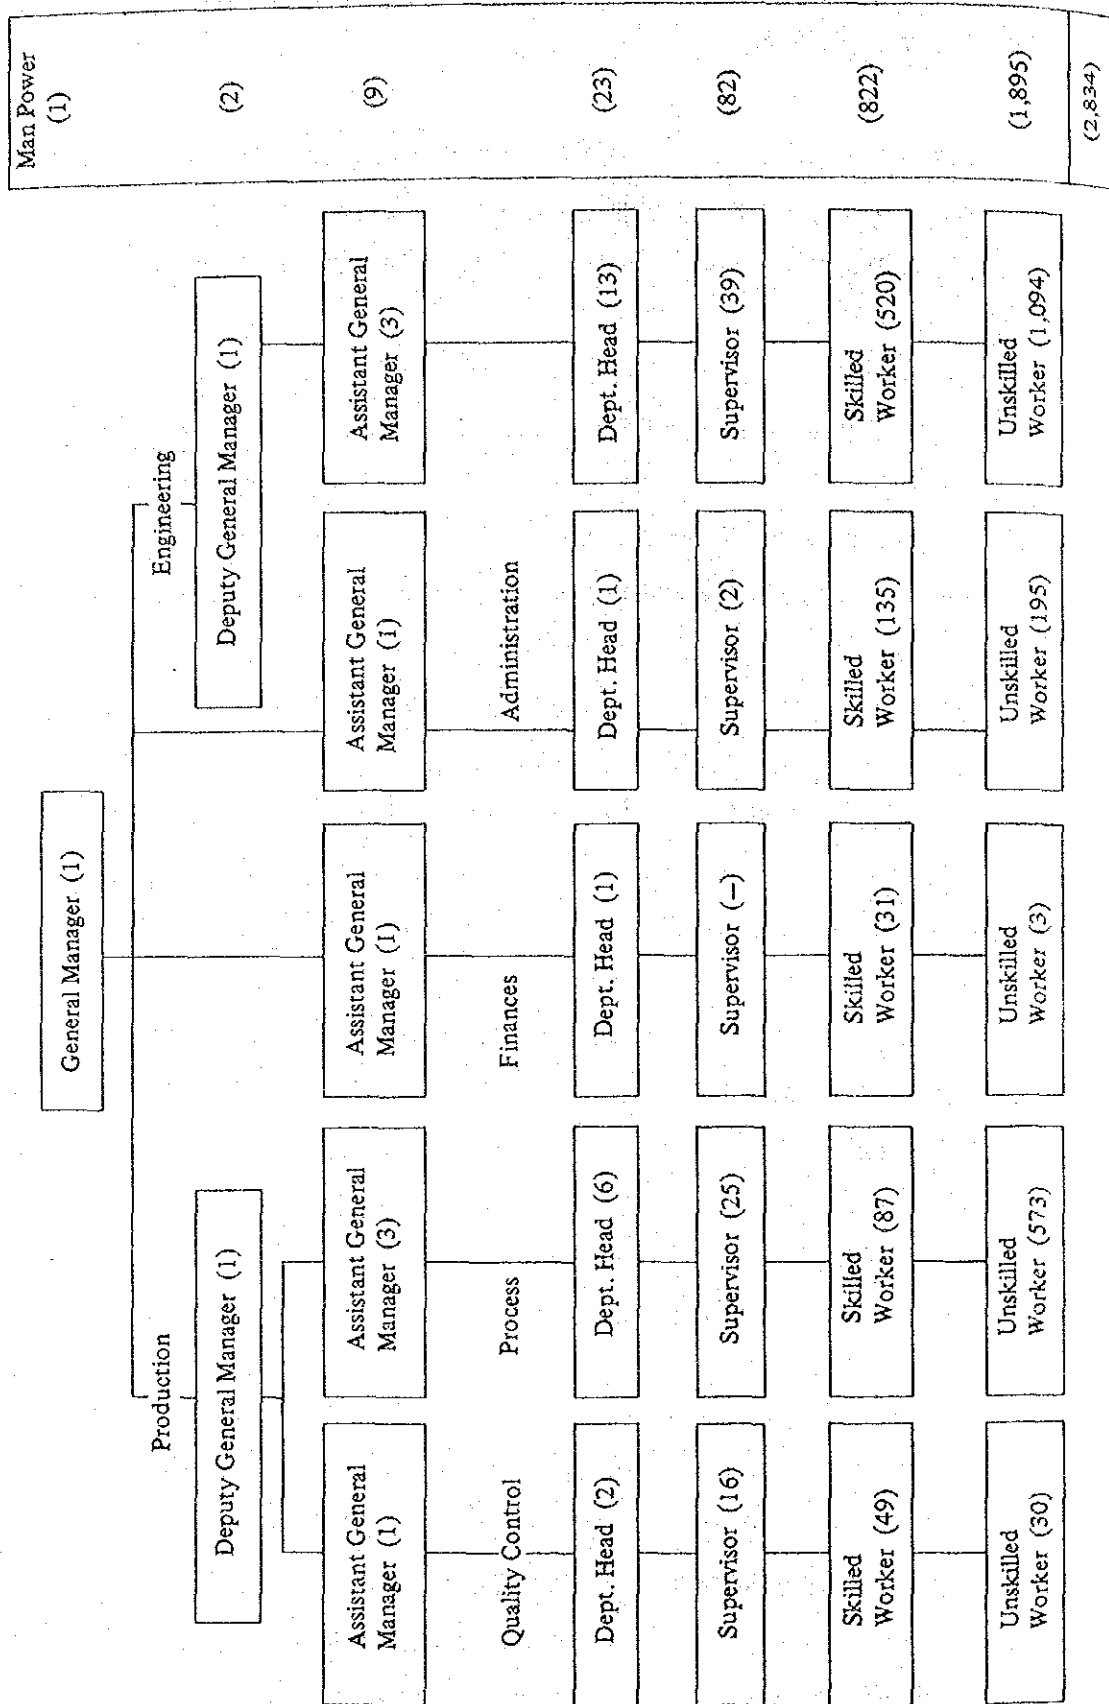 General Manager (1)
Man Power
(1)
Production
Engineering
Deputy General Manager (1)
Deputy General Manager (1)
(2)
Assistant General
Manager (1)
Assistant General
Manager (3)
Assistant General
Manager (1)
Assistant General
Manager (1)
Assistant General
Manager (3)
(9)
Quality Control
Process
Finances
Administration
Dept. Head (2)
Dept. Head (6)
Dept. Head (1)
Dept. Head (1)
Dept. Head (13)
(23)
Supervisor (16)
Supervisor (25)
Supervisor (—)
Supervisor (2)
Supervisor (39)
(82)
Skilled
Worker (49)
Skilled
Worker (87)
Skilled
Worker (31)
Skilled
Worker (135)
Skilled
Worker (520)
(822)
Unskilled
Worker (30)
Unskilled
Worker (573)
Unskilled
Worker (3)
Unskilled
Worker (195)
Unskilled
Worker (1,094)
(1,895)
(2,834)